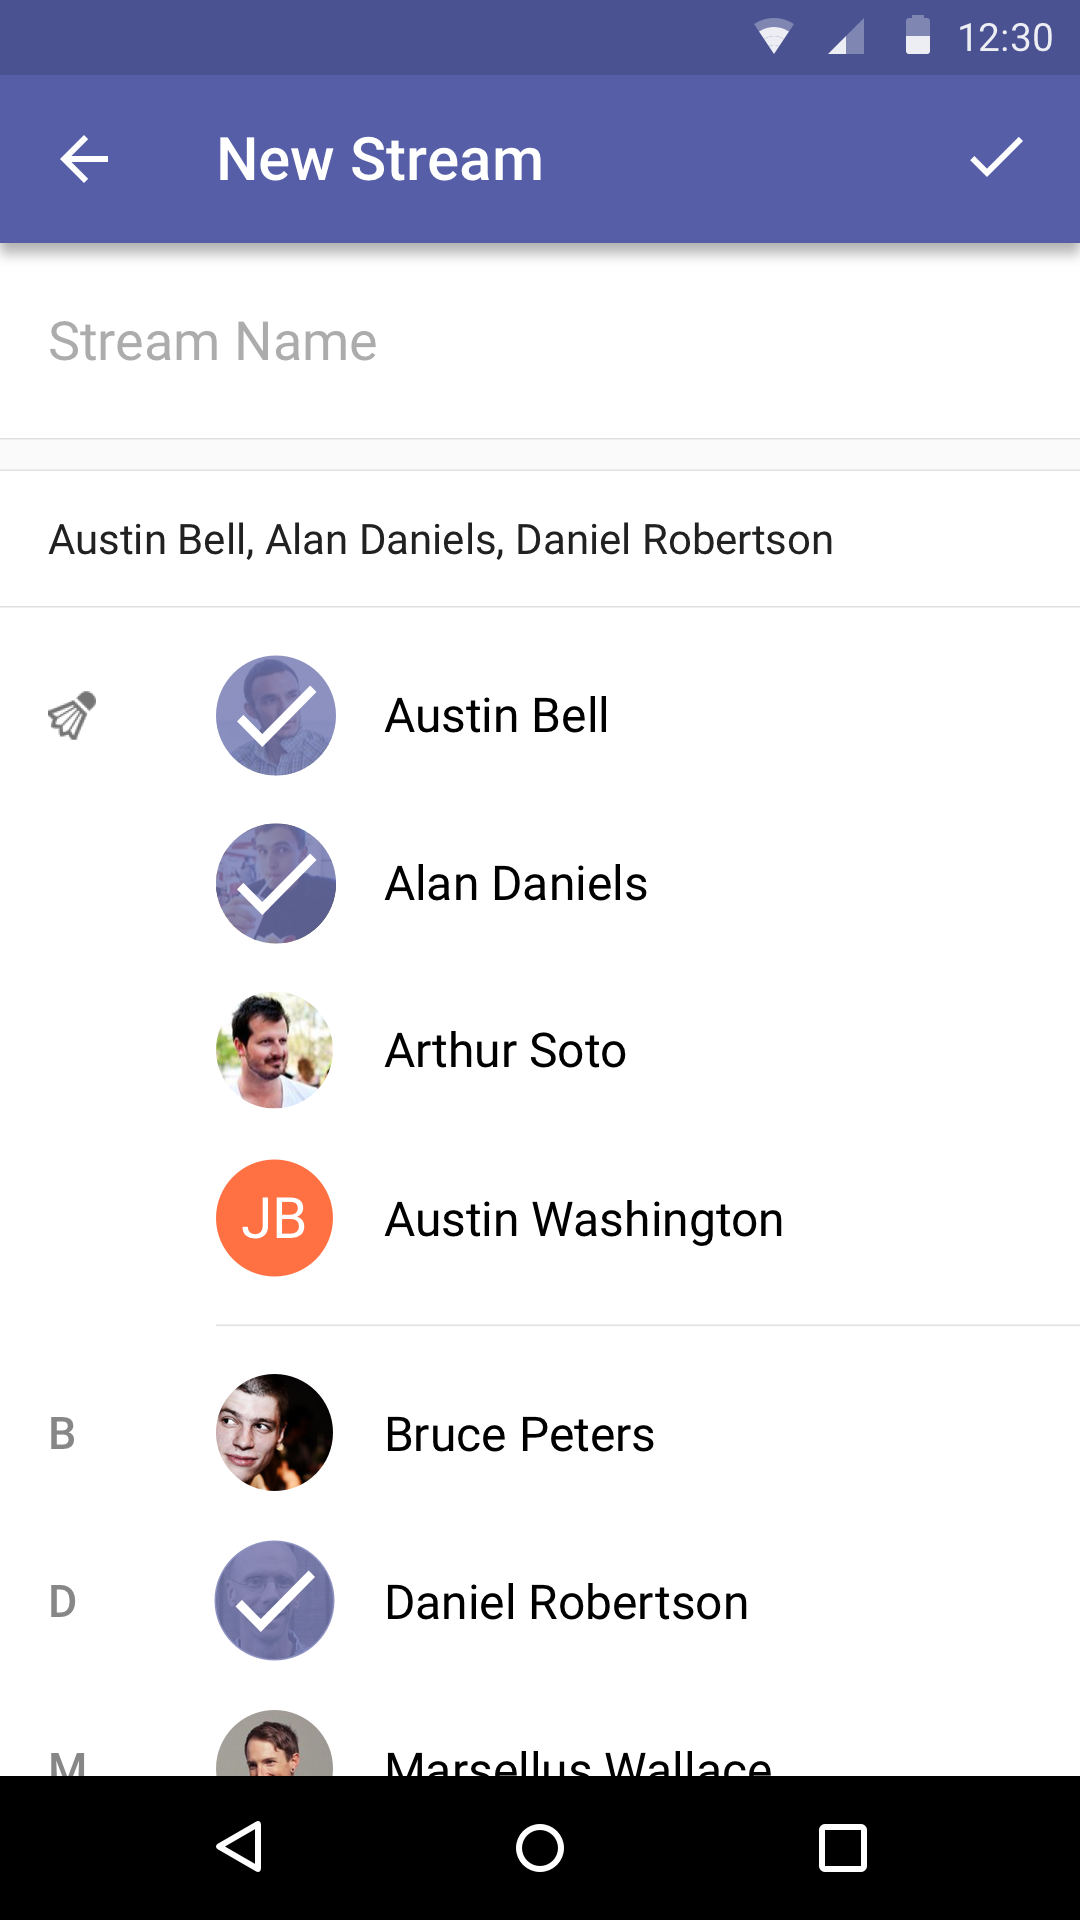 12:30
New Stream
Stream Name
Austin Bell, Alan Daniels, Daniel Robertson
Austin Bell
Alan Daniels
Arthur Soto
JB Austin Washington
B Bruce Peters
D Daniel Robertson
M Marsellus Wallace